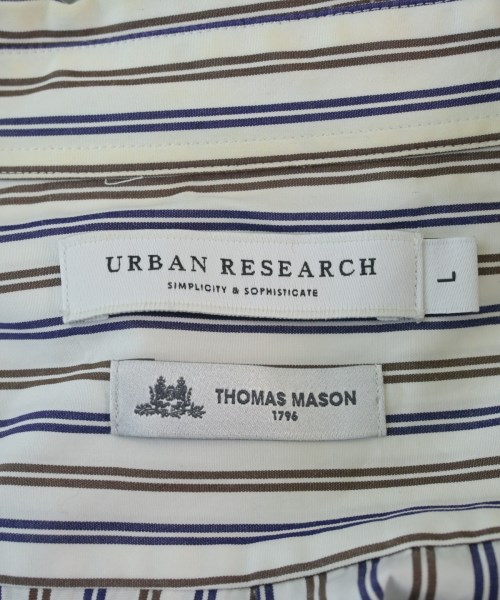 URBAN RESEARCH
SIMPLICITY & SOPHISTICATE
L
THOMAS MASON
1796